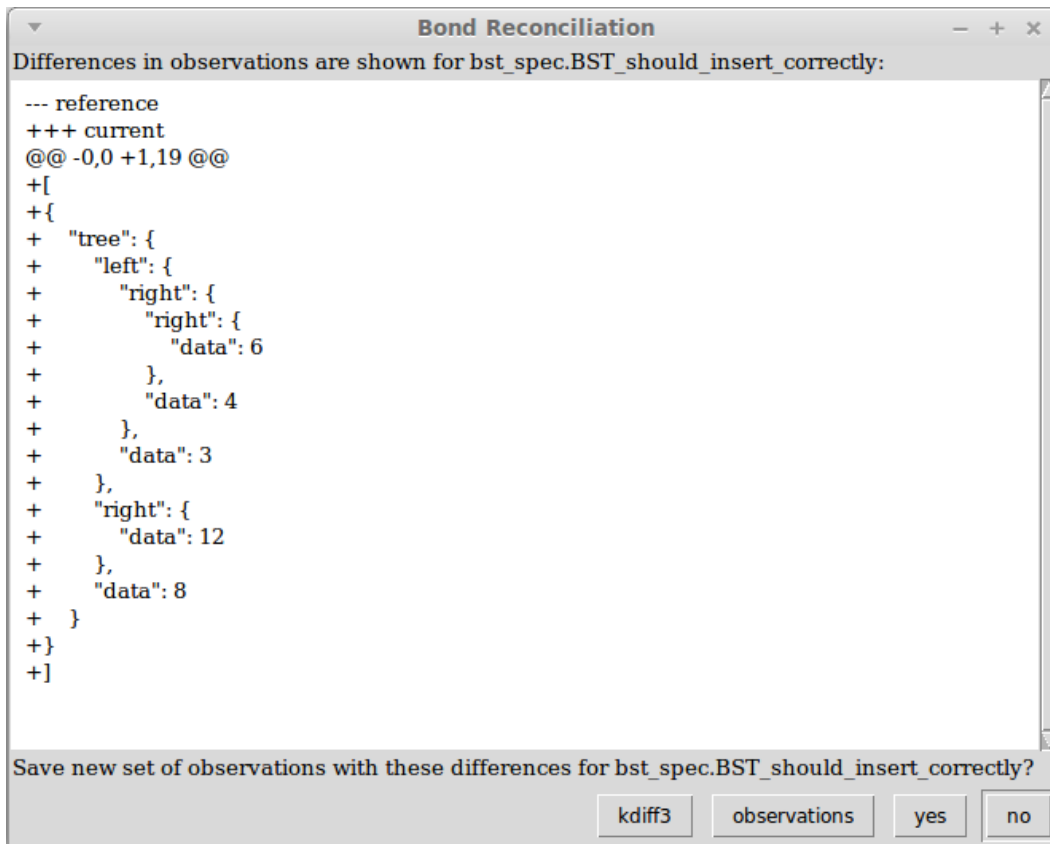 Bond Reconciliation
Differences in observations are shown for bst_spec.BST_should_insert_correctly:
--- reference
+++ current
@@ -0,0 +1,19 @@
+[
+{
+    "tree": {
+        "left": {
+            "right": {
+                "right": {
+                    "data": 6
+                },
+                "data": 4
+            },
+            "data": 3
+        },
+        "right": {
+            "data": 12
+        },
+        "data": 8
+    }
+}
+]
Save new set of observations with these differences for bst_spec.BST_should_insert_correctly?
kdiff3 observations yes no